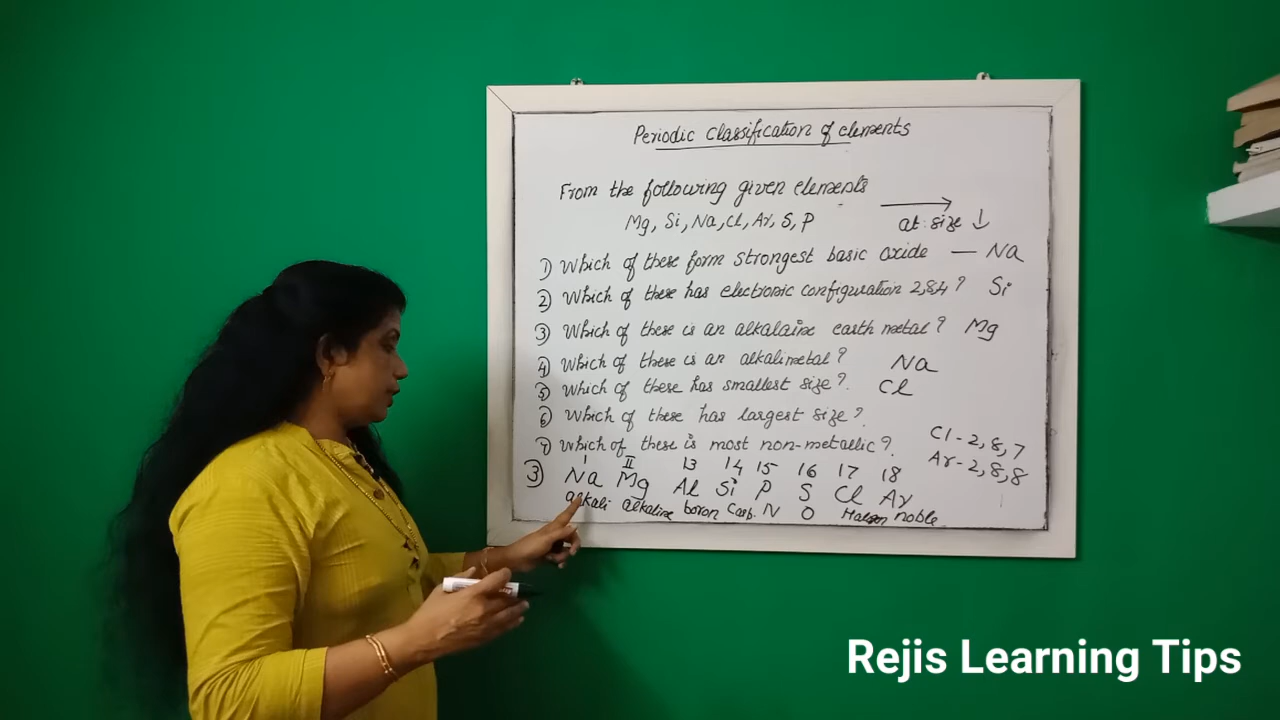 Periodic Classification of elements
From the following given elements
Mg, Si, Na, Cl, Ar, S, P
at. size ↓
1) Which of these form strongest basic oxide — Na
2) Which of these has electronic configuration 2,8,4? Si
3) Which of these is an alkalaine earth metal? Mg
4) Which of these is an alkalimetal? Na
5) Which of these has smallest size? Cl
6) Which of these has largest size?
7) Which of these is most non-metallic?
Cl - 2, 8, 7
Ar - 2, 8, 8
1 II 13 14 15 16 17 18
3) Na Mg Al Si P S Cl Ar
alkali alkaline boron Carb. N O noble
Rejis Learning Tips